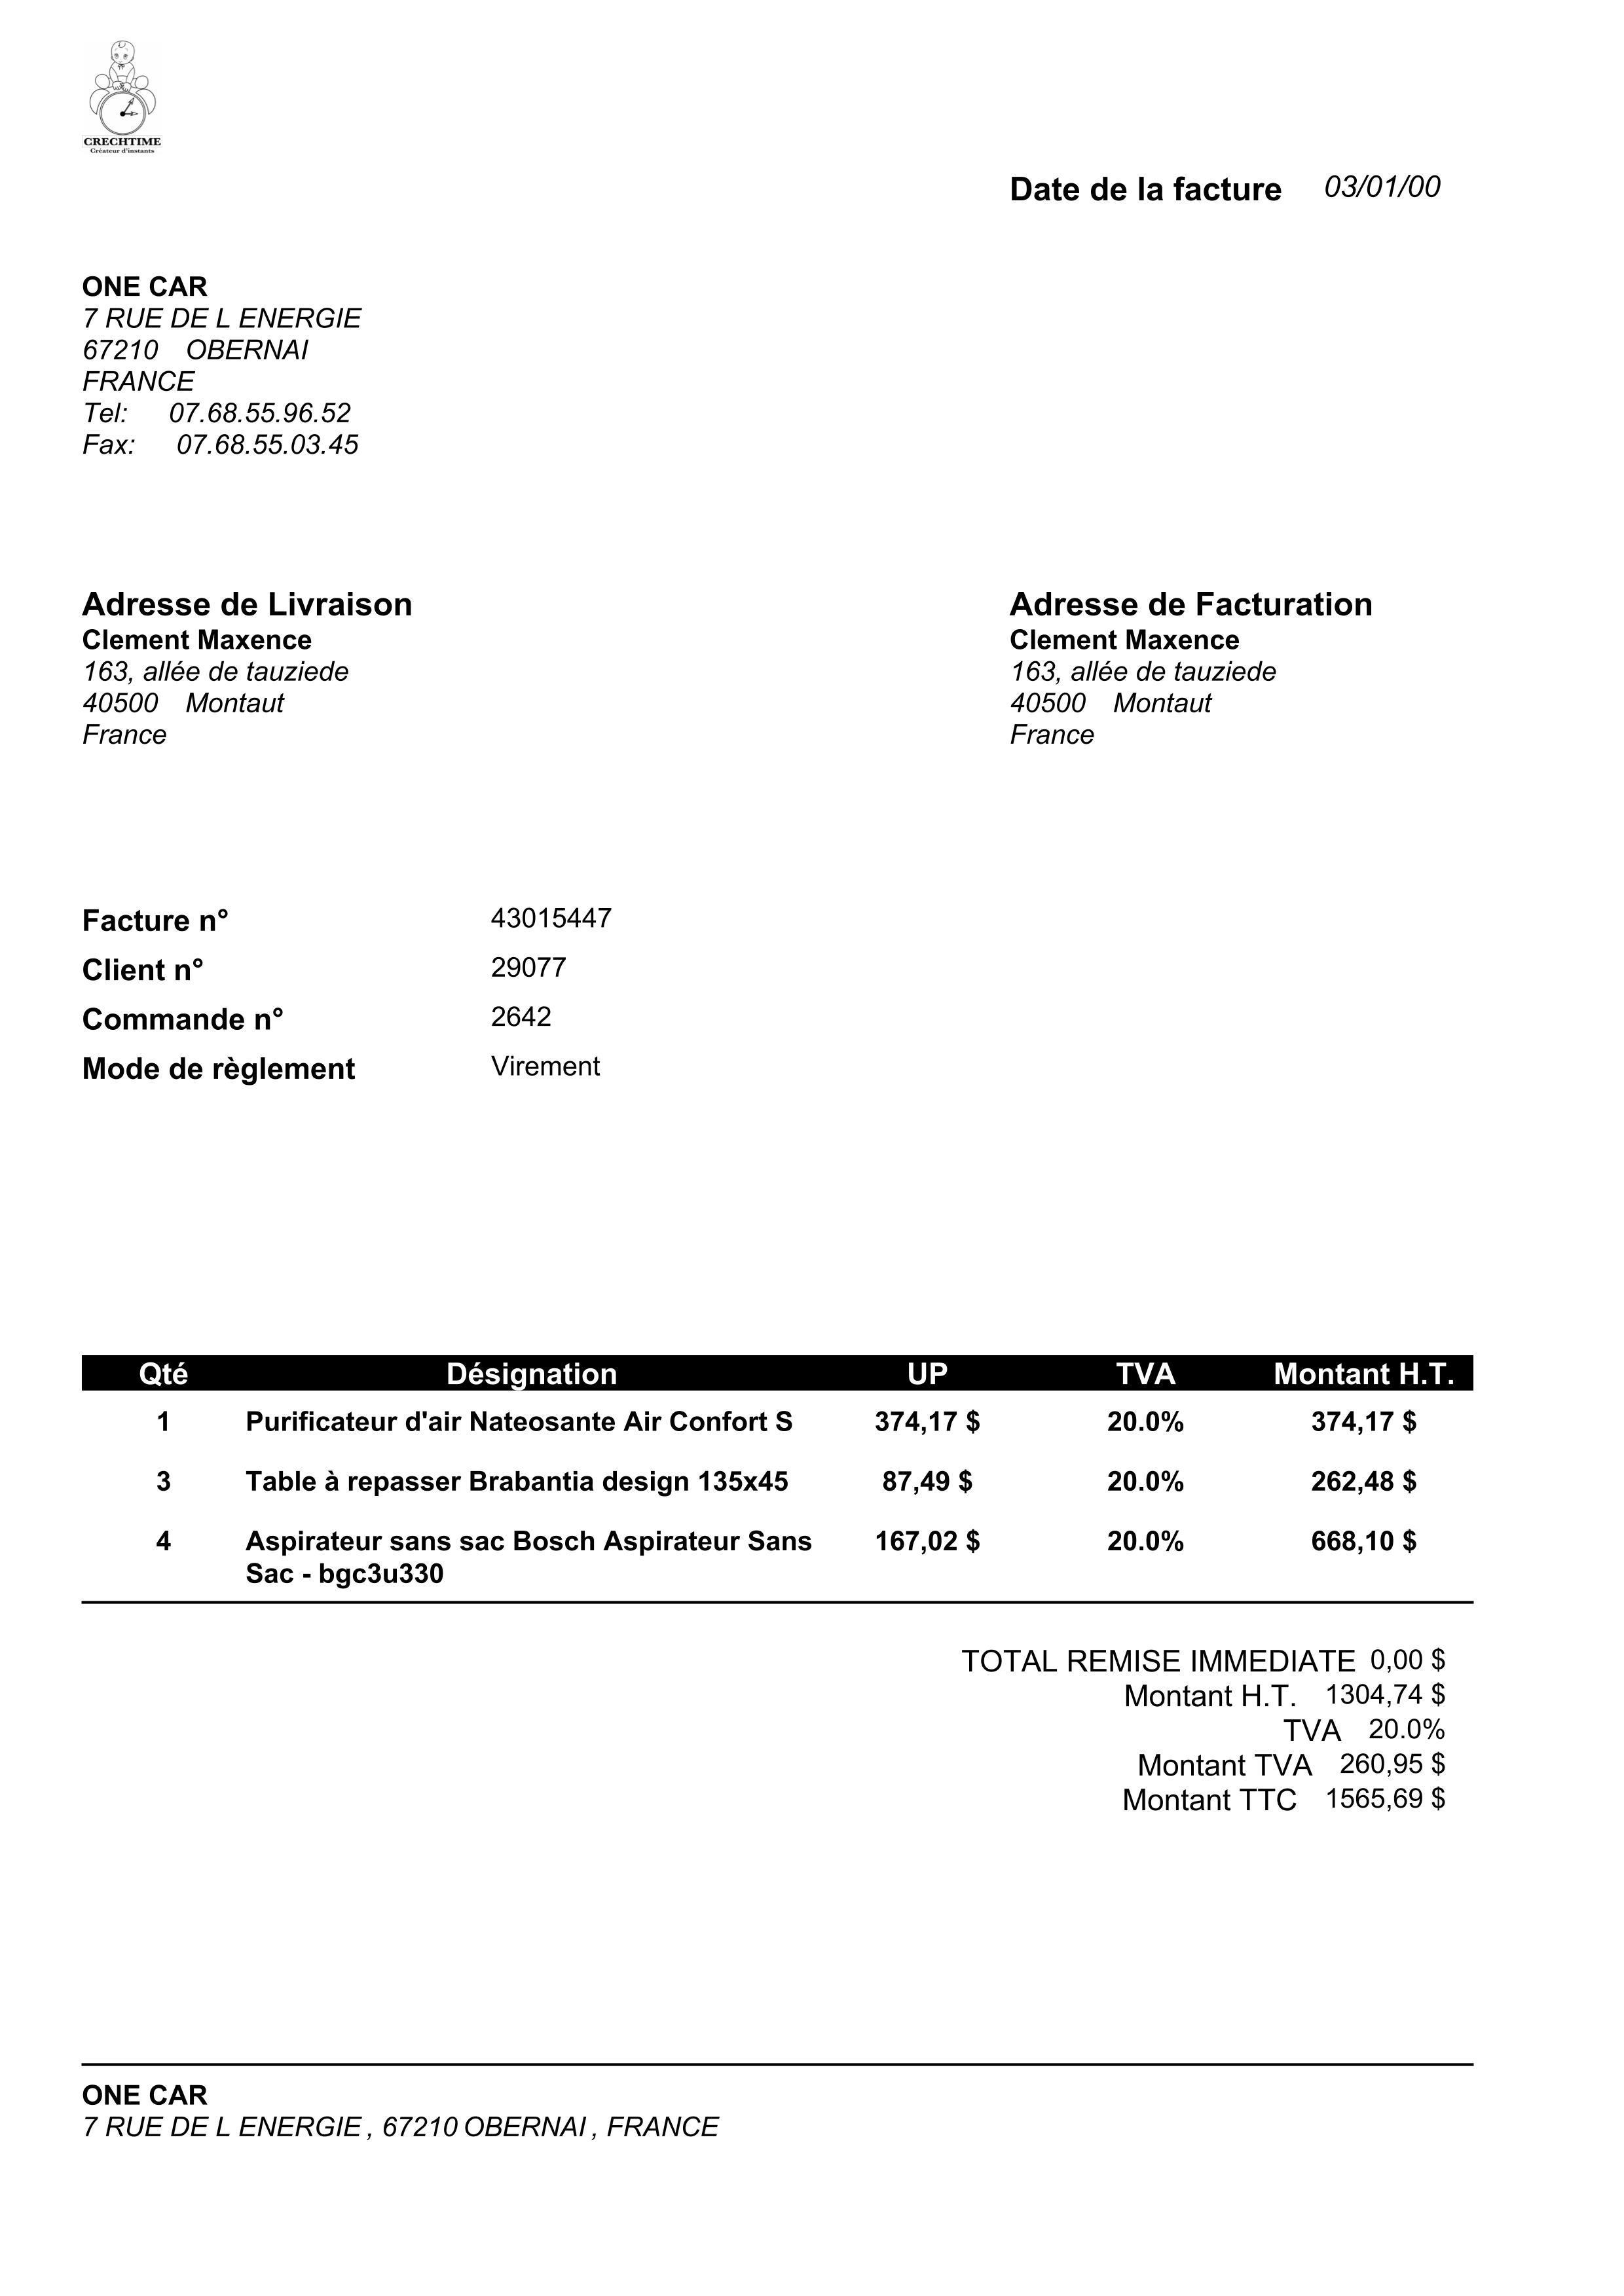 CRECHTIME
Créateur d'instants
Date de la facture 03/01/00
ONE CAR
7 RUE DE L ENERGIE
67210 OBERNAI
FRANCE
Tel: 07.68.55.96.52
Fax: 07.68.55.03.45
Adresse de Livraison
Clement Maxence
163, allée de tauziede
40500 Montaut
France
Adresse de Facturation
Clement Maxence
163, allée de tauziede
40500 Montaut
France
Facture n° 43015447
Client n° 29077
Commande n° 2642
Mode de règlement Virement
Qté Désignation UP TVA Montant H.T.
1 Purificateur d'air Nateosante Air Confort S 374,17 $ 20.0% 374,17 $
3 Table à repasser Brabantia design 135x45 87,49 $ 20.0% 262,48 $
4 Aspirateur sans sac Bosch Aspirateur Sans 167,02 $ 20.0% 668,10 $
Sac - bgc3u330
TOTAL REMISE IMMEDIATE 0,00 $
Montant H.T. 1304,74 $
TVA 20.0%
Montant TVA 260,95 $
Montant TTC 1565,69 $
ONE CAR
7 RUE DE L ENERGIE , 67210 OBERNAI , FRANCE